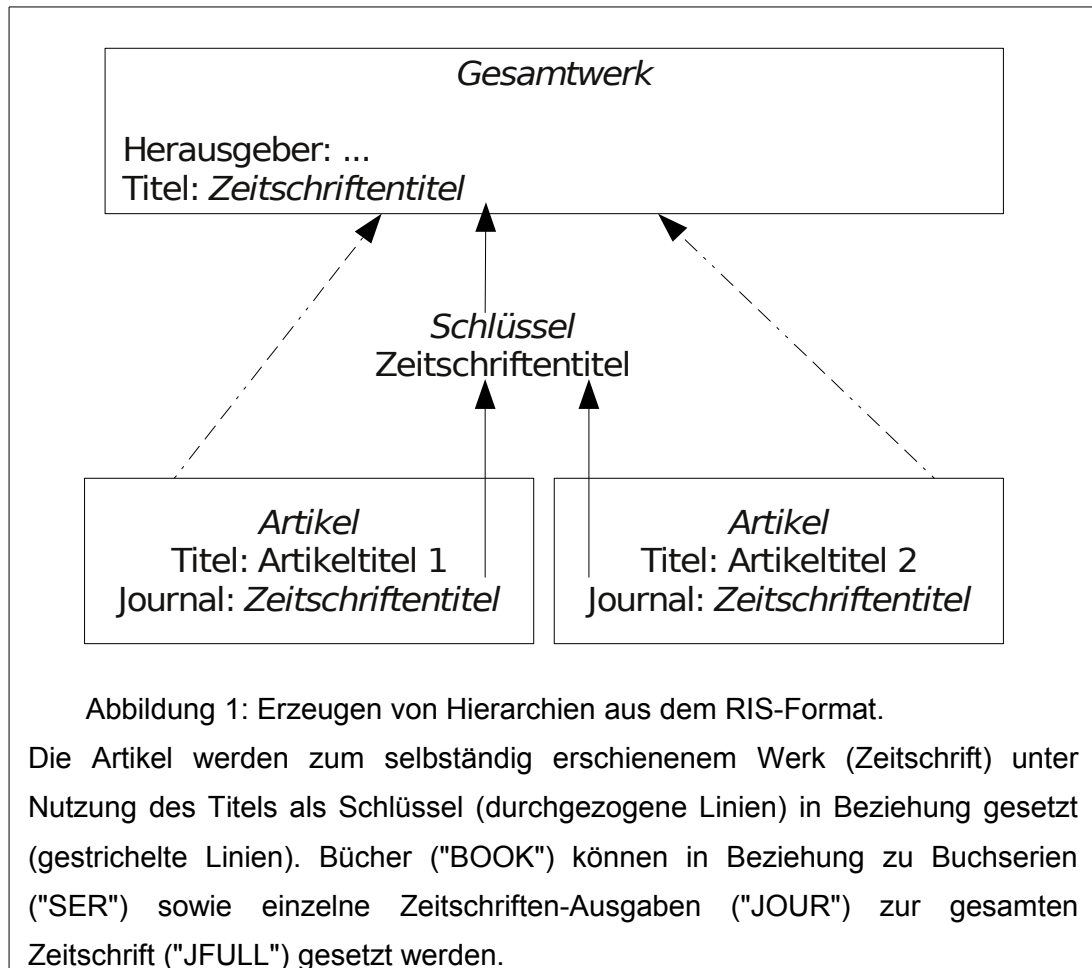 Gesamtwerk
Herausgeber: ...
Titel: Zeitschriftentitel
Schlüssel
Zeitschriftentitel
Artikel
Titel: Artikeltitel 1
Journal: Zeitschriftentitel
Artikel
Titel: Artikeltitel 2
Journal: Zeitschriftentitel
Abbildung 1: Erzeugen von Hierarchien aus dem RIS-Format.
Die Artikel werden zum selbständig erschienenem Werk (Zeitschrift) unter
Nutzung des Titels als Schlüssel (durchgezogene Linien) in Beziehung gesetzt
(gestrichelte Linien). Bücher ("BOOK") können in Beziehung zu Buchserien
("SER") sowie einzelne Zeitschriften-Ausgaben ("JOUR") zur gesamten
Zeitschrift ("JFULL") gesetzt werden.